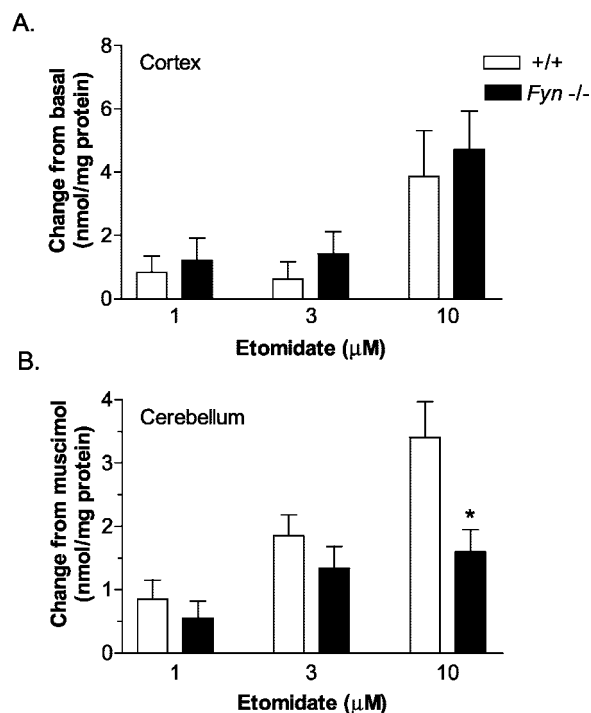 A.
Cortex
+/+
Fyn -/-
Change from basal
(nmol/mg protein)
8
6
4
2
0
1 3 10
Etomidate (μM)
B.
Cerebellum
Change from muscimol
(nmol/mg protein)
4
3
2
1
0
*
1 3 10
Etomidate (μM)